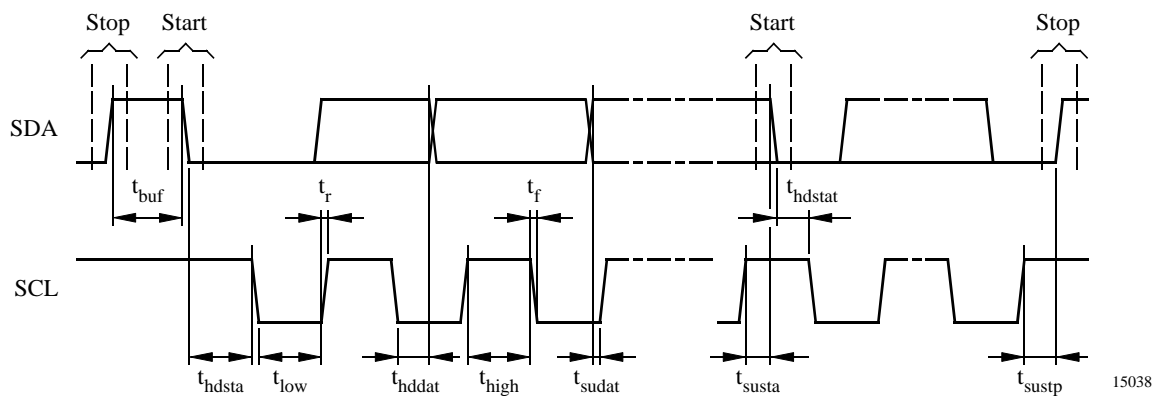 Stop Start Start Stop
SDA
t_buf t_r t_f t_hdstat
SCL
t_hdsta t_low t_hddat t_high t_sudat t_susta t_sustp 15038